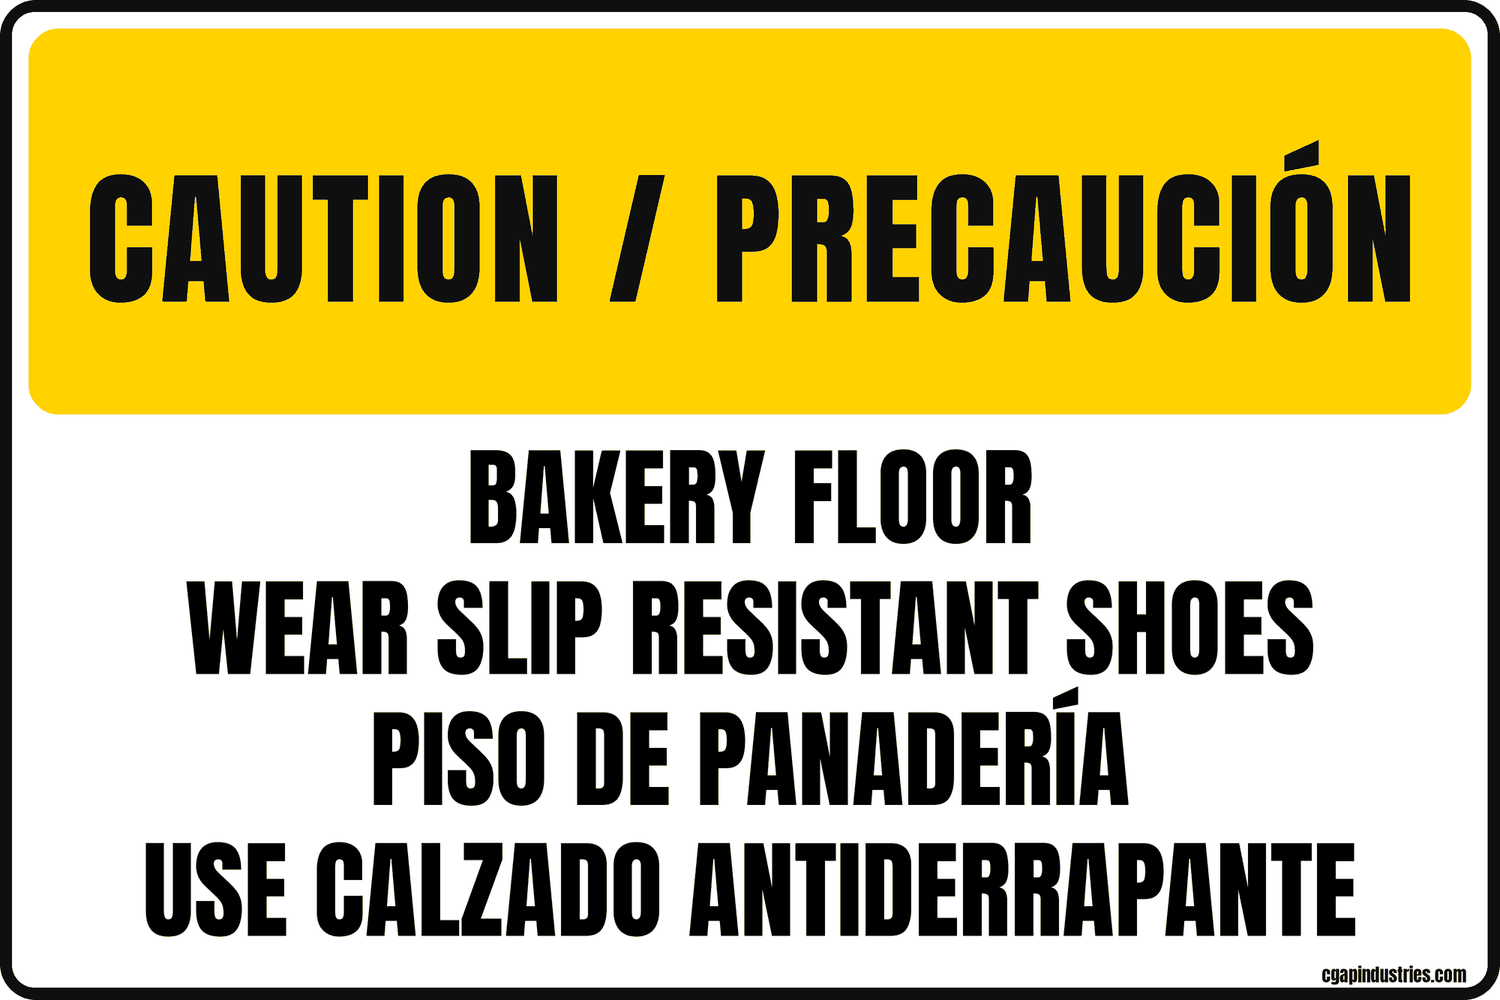 CAUTION / PRECAUCIÓN
BAKERY FLOOR
WEAR SLIP RESISTANT SHOES
PISO DE PANADERÍA
USE CALZADO ANTIDERRAPANTE
cgapindustries.com